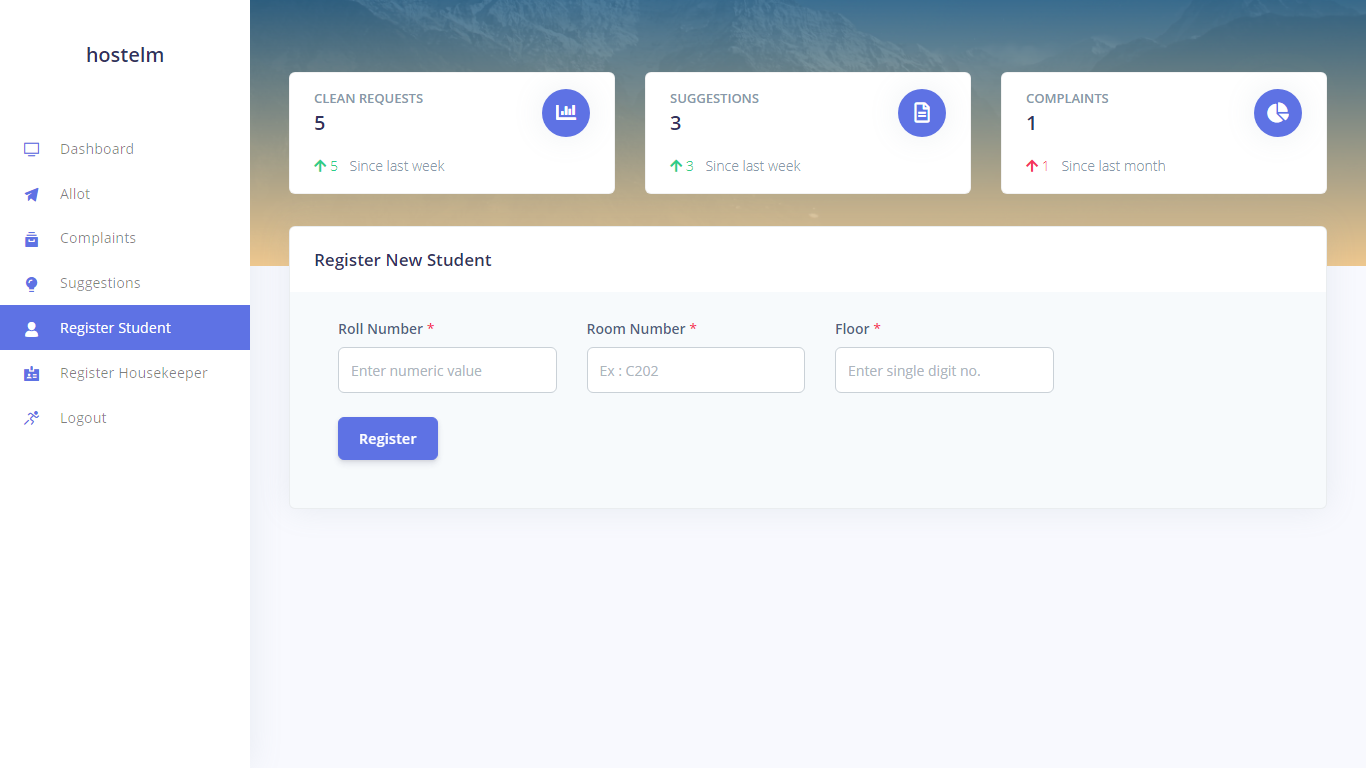 hostelm
Dashboard
Allot
Complaints
Suggestions
Register Student
Register Housekeeper
Logout
CLEAN REQUESTS
5
5 Since last week
SUGGESTIONS
3
3 Since last week
COMPLAINTS
1
1 Since last month
Register New Student
Roll Number * Room Number * Floor *
Enter numeric value Ex : C202 Enter single digit no.
Register